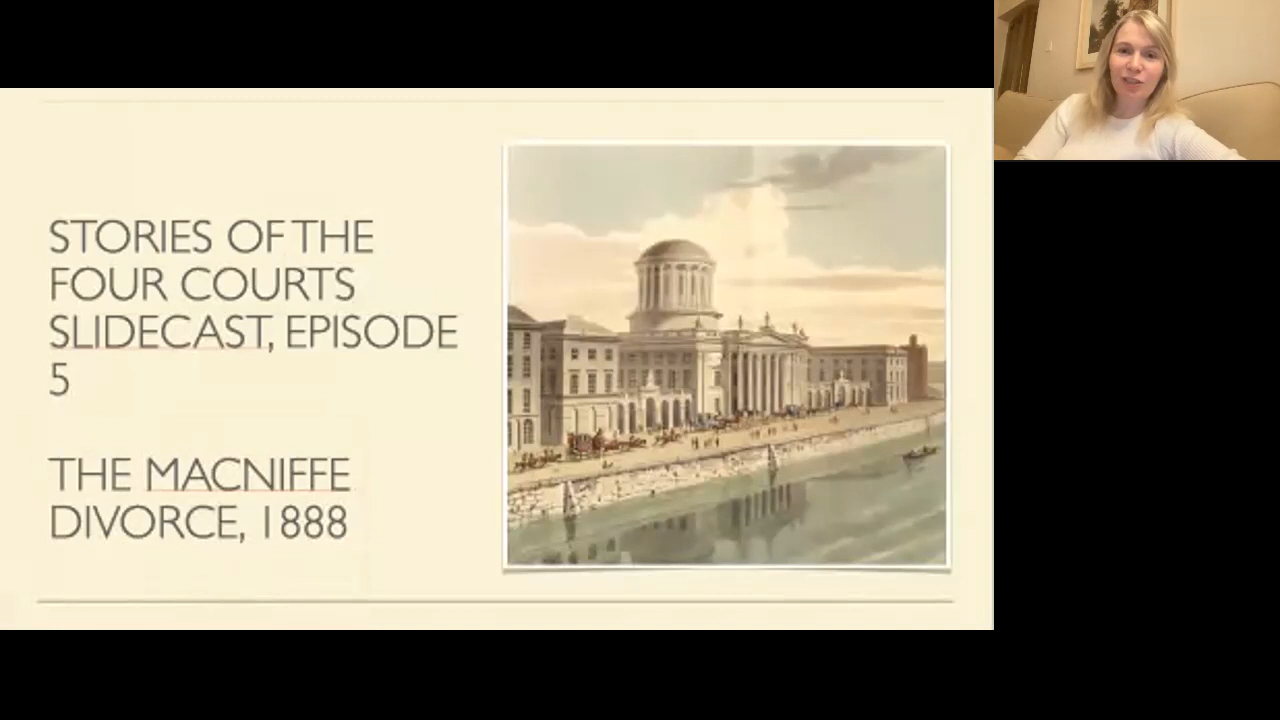 STORIES OF THE
FOUR COURTS
SLIDECAST, EPISODE
5
THE MACNIFFE
DIVORCE, 1888